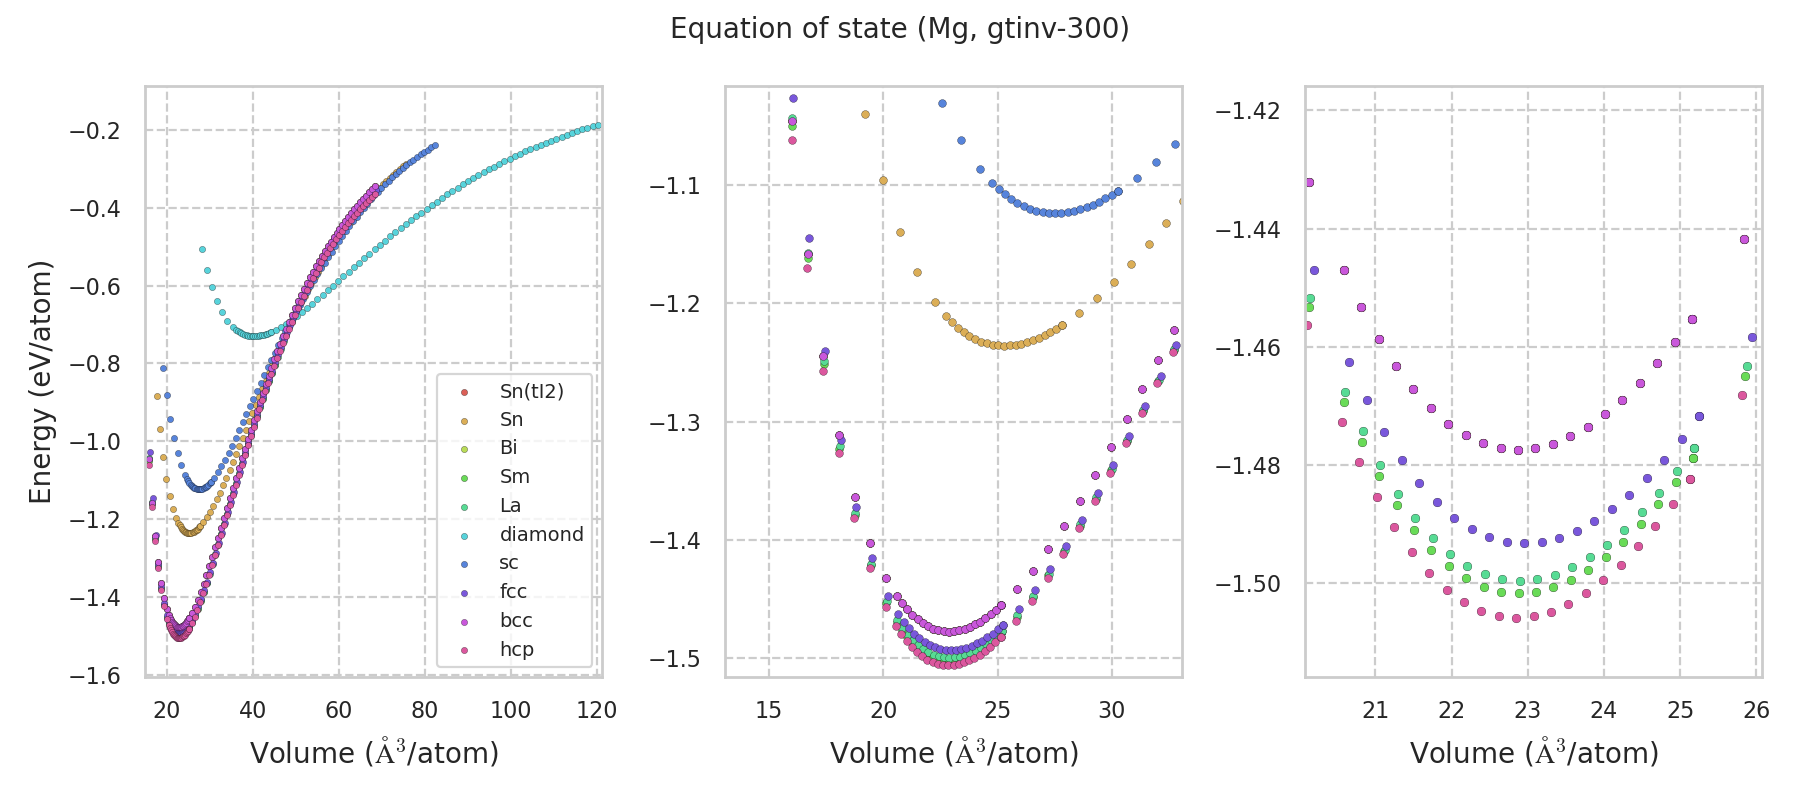 Equation of state (Mg, gtinv-300)
Energy (eV/atom)
−0.2
−0.4
−0.6
−0.8
−1.0
−1.2
−1.4
−1.6
20 40 60 80 100 120
Volume (Å³/atom)
Sn(tI2)
Sn
Bi
Sm
La
diamond
sc
fcc
bcc
hcp
−1.1
−1.2
−1.3
−1.4
−1.5
15 20 25 30
Volume (Å³/atom)
−1.42
−1.44
−1.46
−1.48
−1.50
21 22 23 24 25 26
Volume (Å³/atom)